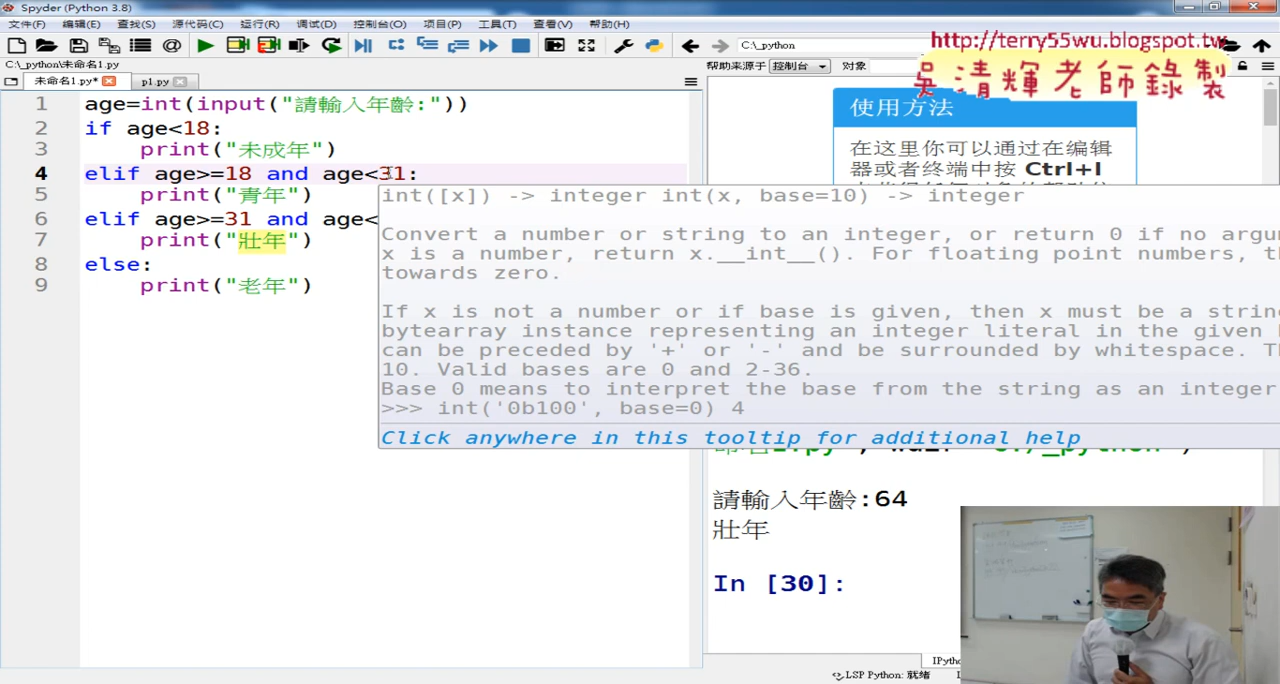 Spyder (Python 3.8)
文件(F) 编辑(E) 查找(S) 源代码(C) 运行(R) 调试(D) 控制台(O) 项目(P) 工具(T) 查看(V) 帮助(H)
C:\_python
http://terry55wu.blogspot.tw
吳清輝老師錄製
C:\_python\未命名1.py
帮助来源于 控制台 对象
未命名1.py* p1.py
使用方法
在这里你可以通过在编辑
器或者终端中按 Ctrl+I
1 age=int(input("請輸入年齡:"))
2 if age<18:
3 print("未成年")
4 elif age>=18 and age<31:
5 print("青年")
6 elif age>=31 and age<
7 print("壯年")
8 else:
9 print("老年")
int([x]) -> integer int(x, base=10) -> integer
Convert a number or string to an integer, or return 0 if no argu
x is a number, return x.__int__(). For floating point numbers, th
towards zero.
If x is not a number or if base is given, then x must be a string
bytearray instance representing an integer literal in the given
can be preceded by '+' or '-' and be surrounded by whitespace. Th
10. Valid bases are 0 and 2-36.
Base 0 means to interpret the base from the string as an integer
>>> int('0b100', base=0) 4
Click anywhere in this tooltip for additional help
請輸入年齡:64
壯年
In [30]:
IPytho
LSP Python: 就绪